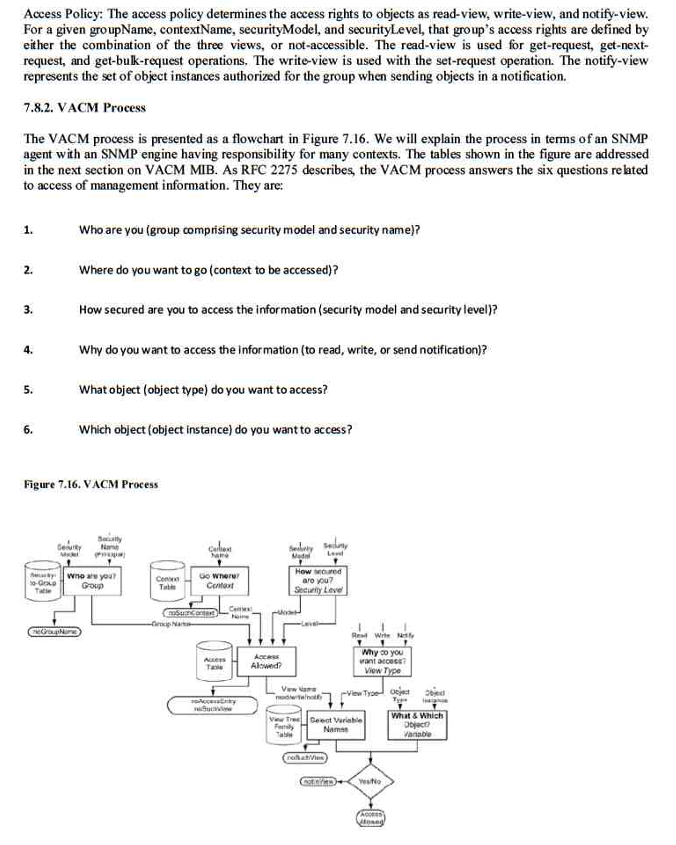 Access Policy: The access policy determines the access rights to objects as read-view, write-view, and notify-view.
For a given groupName, contextName, securityModel, and securityLevel, that group's access rights are defined by
either the combination of the three views, or not-accessible. The read-view is used for get-request, get-next-
request, and get-bulk-request operations. The write-view is used with the set-request operation. The notify-view
represents the set of object instances authorized for the group when sending objects in a notification.
7.8.2. VACM Process
The VACM process is presented as a flowchart in Figure 7.16. We will explain the process in terms of an SNMP
agent with an SNMP engine having responsibility for many contexts. The tables shown in the figure are addressed
in the next section on VACM MIB. As RFC 2275 describes, the VACM process answers the six questions related
to access of management information. They are:
1. Who are you (group comprising security model and security name)?
2. Where do you want to go (context to be accessed)?
3. How secured are you to access the information (security model and security level)?
4. Why do you want to access the information (to read, write, or send notification)?
5. What object (object type) do you want to access?
6. Which object (object instance) do you want to access?
Figure 7.16. VACM Process
Security Model
Security Name (Principal)
Context Name
Security Model
Security Level
Security-to-Group Table
Who are you?
Group
Context Table
Go Where?
Context
How secured are you?
Security Level
noSuchContext
Context Name
Model
noGroupName
Group Name
Level
Read Write Notify
Access Table
Access Allowed?
Why do you want access?
View Type
View Name
read/write/notify
View Type
Object Type
Object Instance
noAccessEntry
noSuchView
View Tree Family Table
Select Variable Names
What & Which Object?
Variable
noSuchView
notInView
Yes/No
Access Allowed